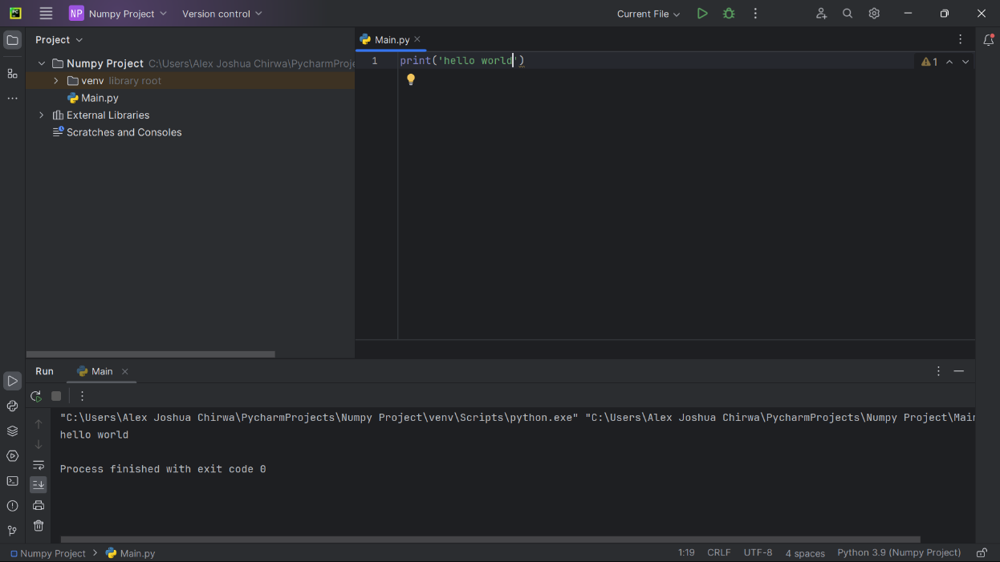 NP Numpy Project Version control Current File
Project
Main.py
Numpy Project C:\Users\Alex Joshua Chirwa\PycharmProje
1 print('hello world')
1
venv library root
Main.py
External Libraries
Scratches and Consoles
Run Main
"C:\Users\Alex Joshua Chirwa\PycharmProjects\Numpy Project\venv\Scripts\python.exe" "C:\Users\Alex Joshua Chirwa\PycharmProjects\Numpy Project\Mai
hello world
Process finished with exit code 0
Numpy Project > Main.py 1:19 CRLF UTF-8 4 spaces Python 3.9 (Numpy Project)